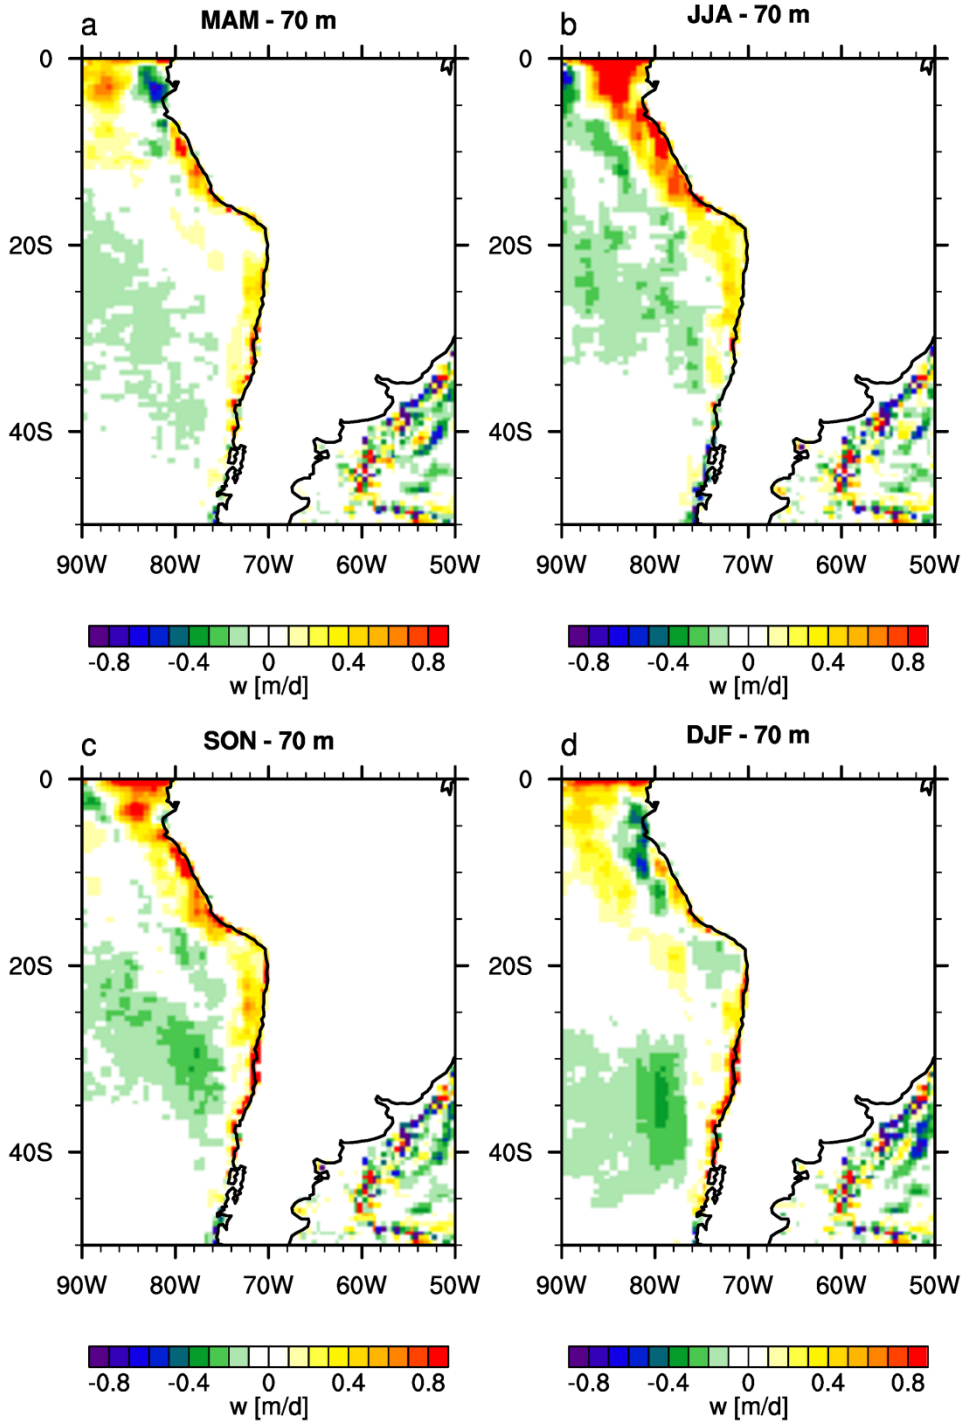 a MAM - 70 m
b JJA - 70 m
0
20S
40S
90W 80W 70W 60W 50W
0
20S
40S
90W 80W 70W 60W 50W
-0.8 -0.4 0 0.4 0.8
w [m/d]
-0.8 -0.4 0 0.4 0.8
w [m/d]
c SON - 70 m
d DJF - 70 m
0
20S
40S
90W 80W 70W 60W 50W
0
20S
40S
90W 80W 70W 60W 50W
-0.8 -0.4 0 0.4 0.8
w [m/d]
-0.8 -0.4 0 0.4 0.8
w [m/d]